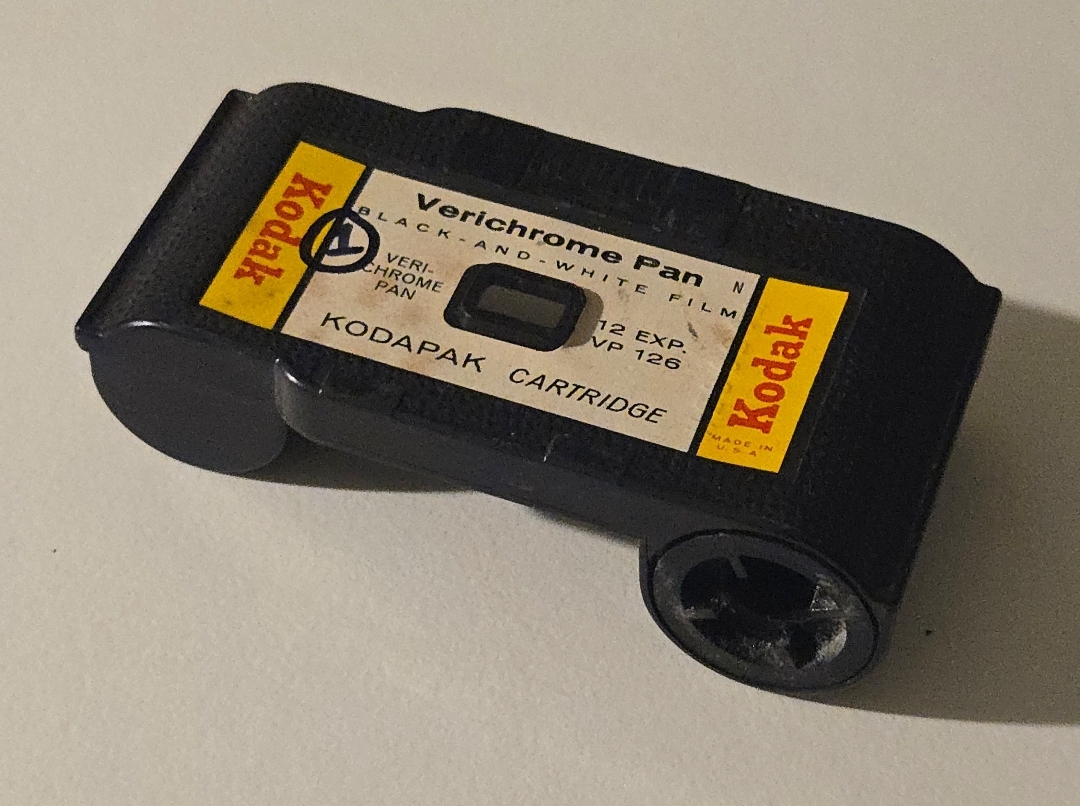 Kodak
Verichrome Pan
BLACK-AND-WHITE FILM
N
VERI-
CHROME
PAN
12 EXP.
VP 126
KODAPAK CARTRIDGE
Kodak
MADE IN
U.S.A